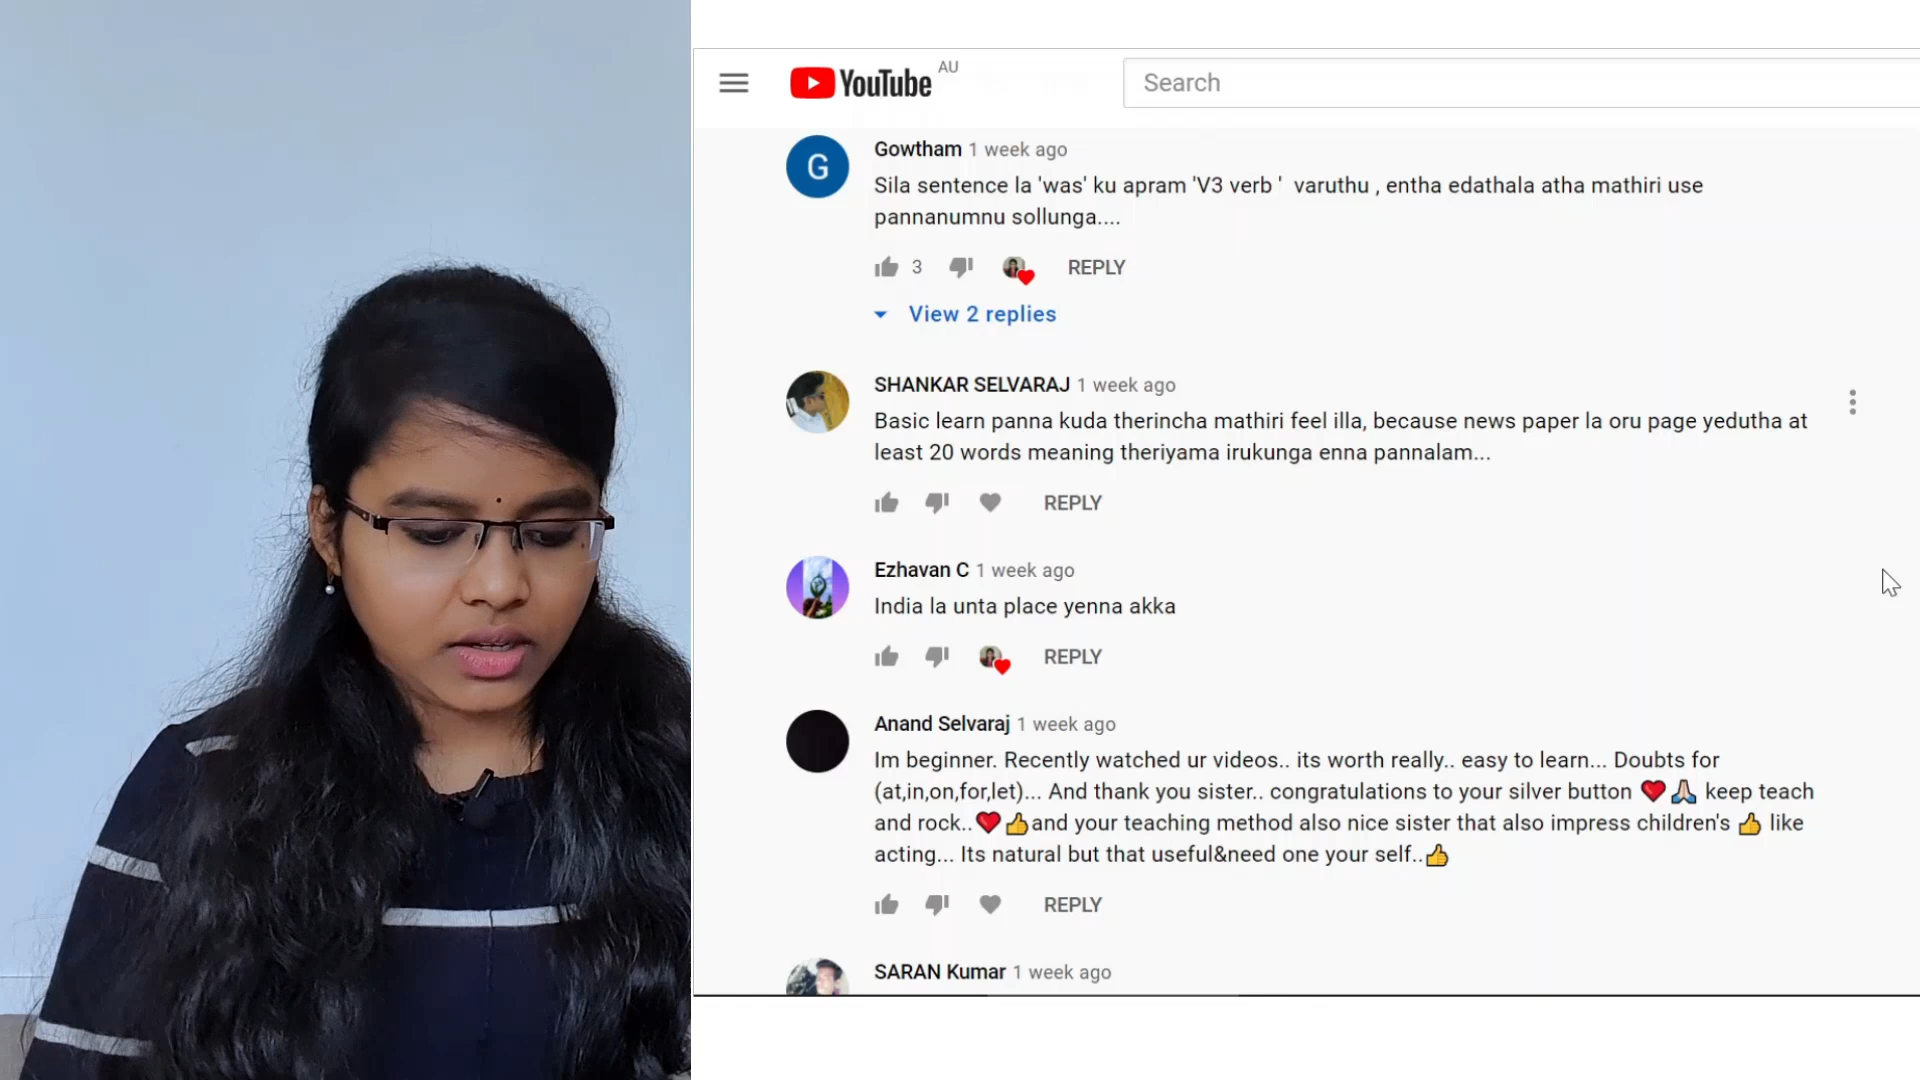 YouTube AU
Search
G
Gowtham 1 week ago
Sila sentence la 'was' ku apram 'V3 verb ' varuthu , entha edathala atha mathiri use
pannanumnu sollunga....
3 REPLY
View 2 replies
SHANKAR SELVARAJ 1 week ago
Basic learn panna kuda therincha mathiri feel illa, because news paper la oru page yedutha at
least 20 words meaning theriyama irukunga enna pannalam...
REPLY
Ezhavan C 1 week ago
India la unta place yenna akka
REPLY
Anand Selvaraj 1 week ago
Im beginner. Recently watched ur videos.. its worth really.. easy to learn... Doubts for
(at,in,on,for,let)... And thank you sister.. congratulations to your silver button ❤️🙏🏻 keep teach
and rock..❤️👍and your teaching method also nice sister that also impress children's 👍 like
acting... Its natural but that useful&need one your self..👍
REPLY
SARAN Kumar 1 week ago